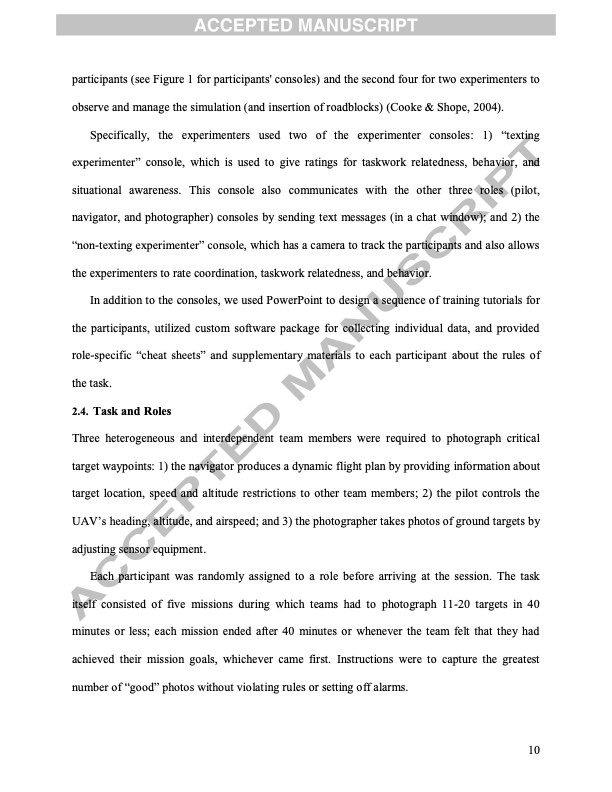 ACCEPTED MANUSCRIPT
participants (see Figure 1 for participants' consoles) and the second four for two experimenters to
observe and manage the simulation (and insertion of roadblocks) (Cooke & Shope, 2004).
Specifically, the experimenters used two of the experimenter consoles: 1) “texting
experimenter” console, which is used to give ratings for taskwork relatedness, behavior, and
situational awareness. This console also communicates with the other three roles (pilot,
navigator, and photographer) consoles by sending text messages (in a chat window); and 2) the
“non-texting experimenter” console, which has a camera to track the participants and also allows
the experimenters to rate coordination, taskwork relatedness, and behavior.
In addition to the consoles, we used PowerPoint to design a sequence of training tutorials for
the participants, utilized custom software package for collecting individual data, and provided
role-specific “cheat sheets” and supplementary materials to each participant about the rules of
the task.
2.4. Task and Roles
Three heterogeneous and interdependent team members were required to photograph critical
target waypoints: 1) the navigator produces a dynamic flight plan by providing information about
target location, speed and altitude restrictions to other team members; 2) the pilot controls the
UAV’s heading, altitude, and airspeed; and 3) the photographer takes photos of ground targets by
adjusting sensor equipment.
Each participant was randomly assigned to a role before arriving at the session. The task
itself consisted of five missions during which teams had to photograph 11-20 targets in 40
minutes or less; each mission ended after 40 minutes or whenever the team felt that they had
achieved their mission goals, whichever came first. Instructions were to capture the greatest
number of “good” photos without violating rules or setting off alarms.
10
ACCEPTED MANUSCRIPT